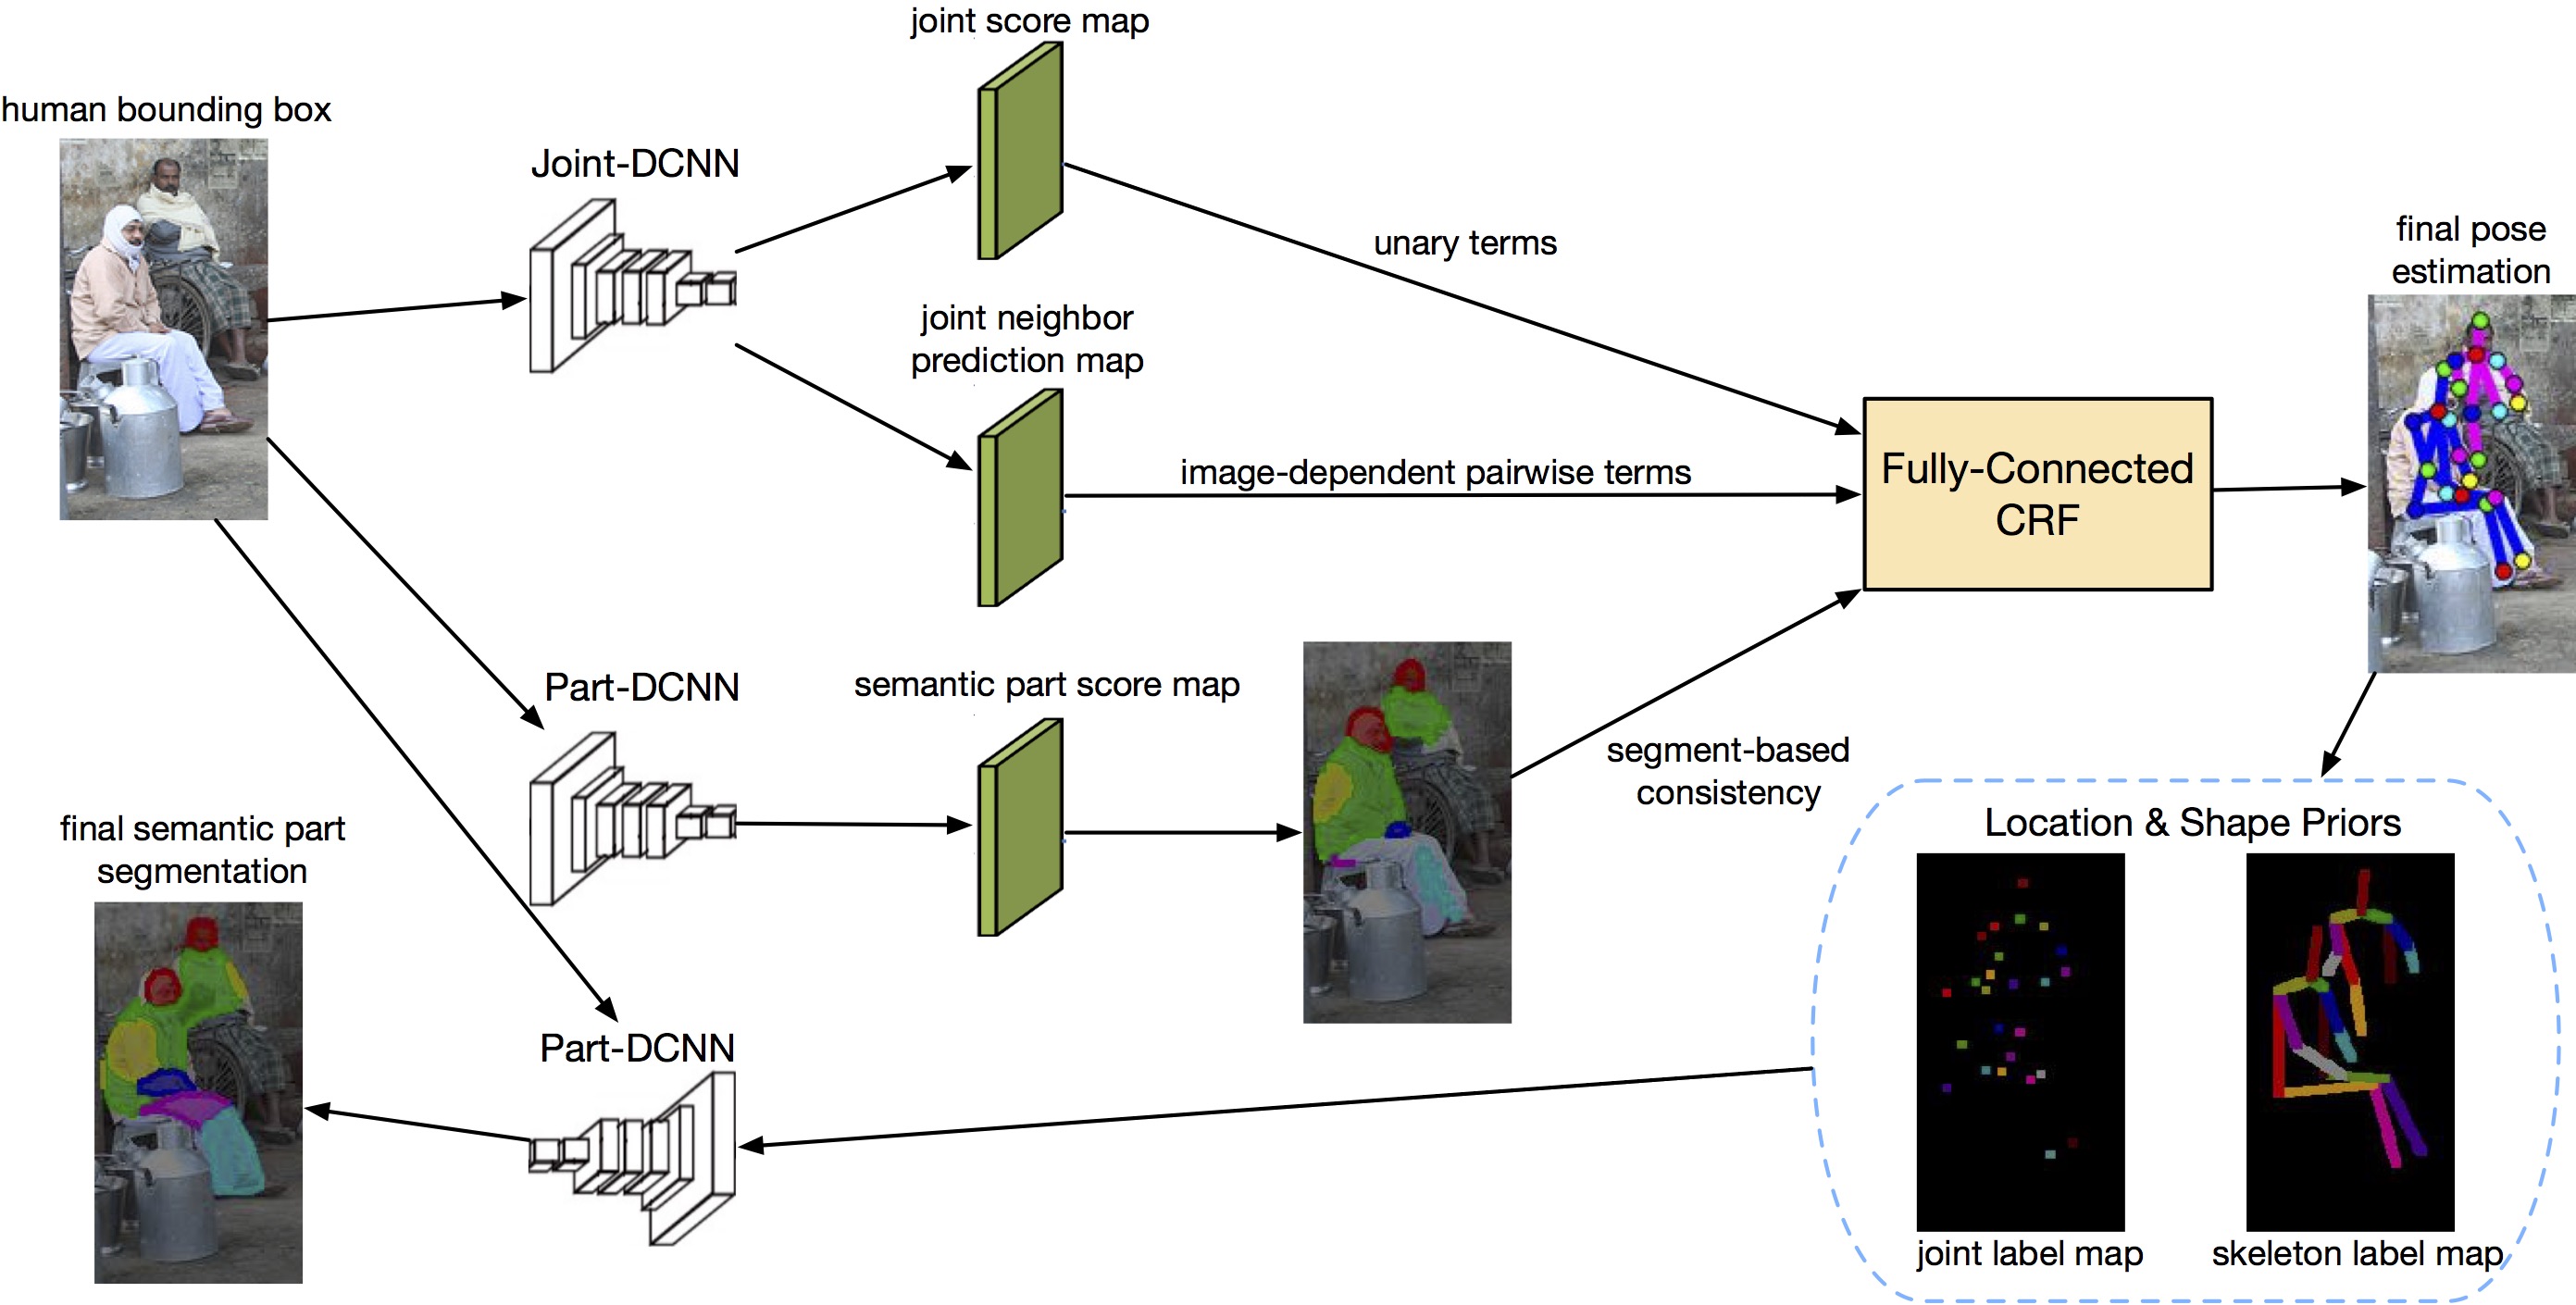 joint score map
human bounding box
Joint-DCNN
unary terms
final pose
estimation
joint neighbor
prediction map
image-dependent pairwise terms
Fully-Connected
CRF
Part-DCNN
semantic part score map
segment-based
consistency
final semantic part
segmentation
Location & Shape Priors
Part-DCNN
joint label map
skeleton label map